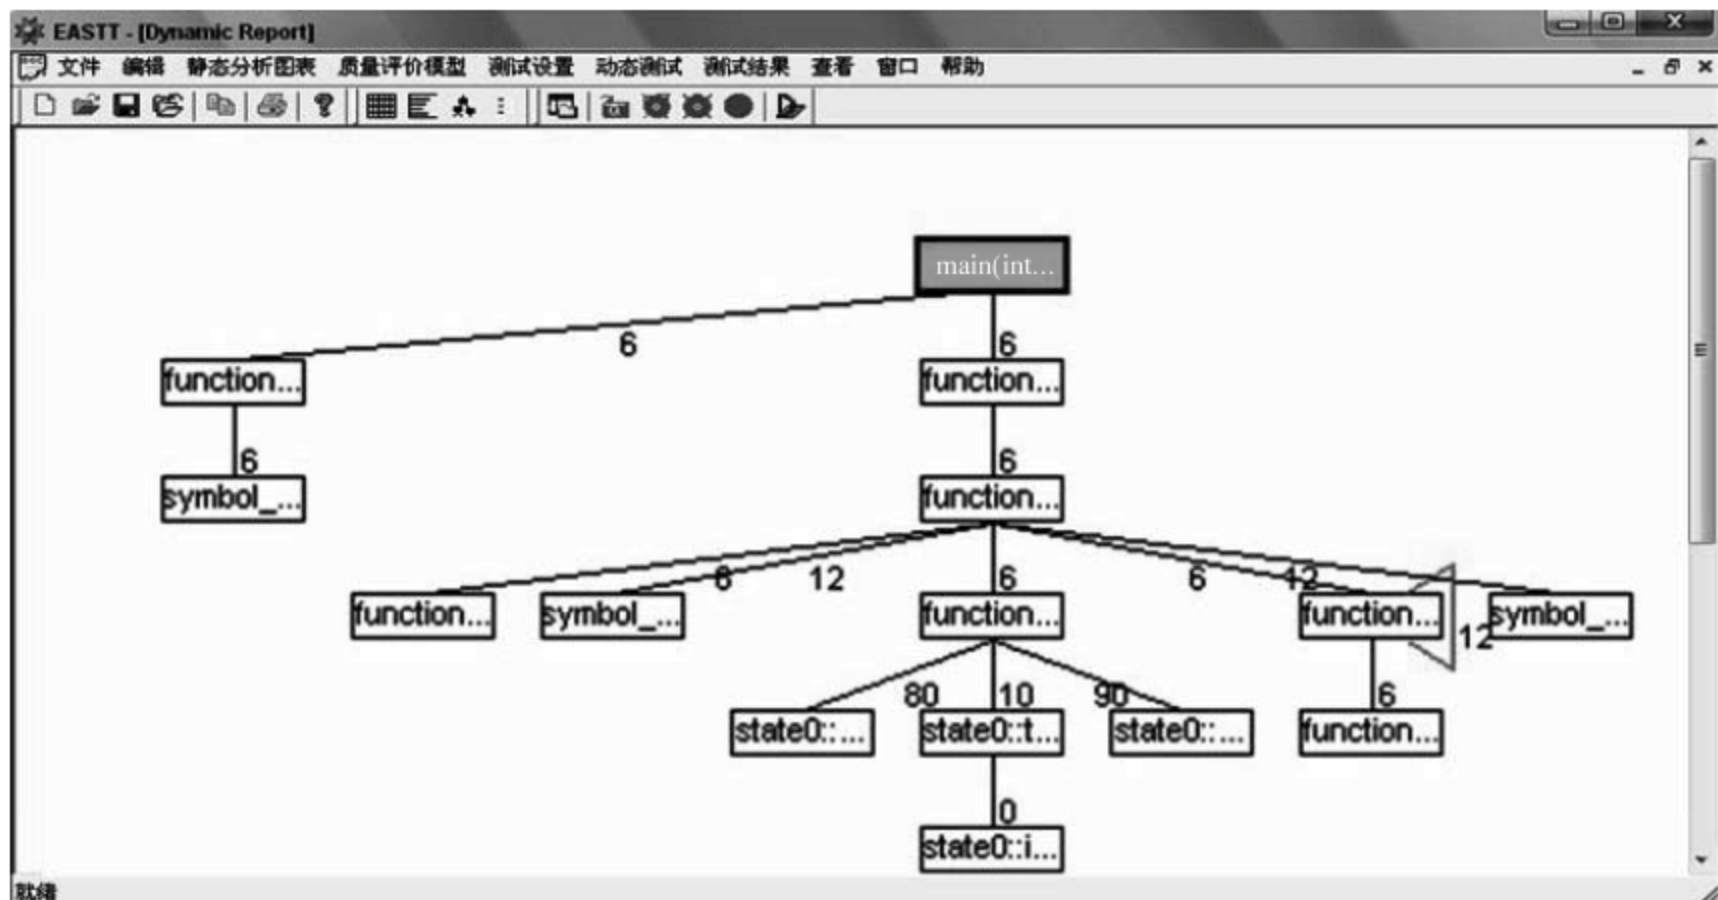 EASTT - [Dynamic Report]
文件 编辑 静态分析图表 质量评价模型 测试设置 动态测试 测试结果 查看 窗口 帮助
main(int...
6 6
function... function...
6 6
symbol_... function...
6 12 6 6 12
function... symbol_... function... function... symbol_...
12
80 10 90 6
state0::... state0::t... state0::... function...
0
state0::i...
就绪